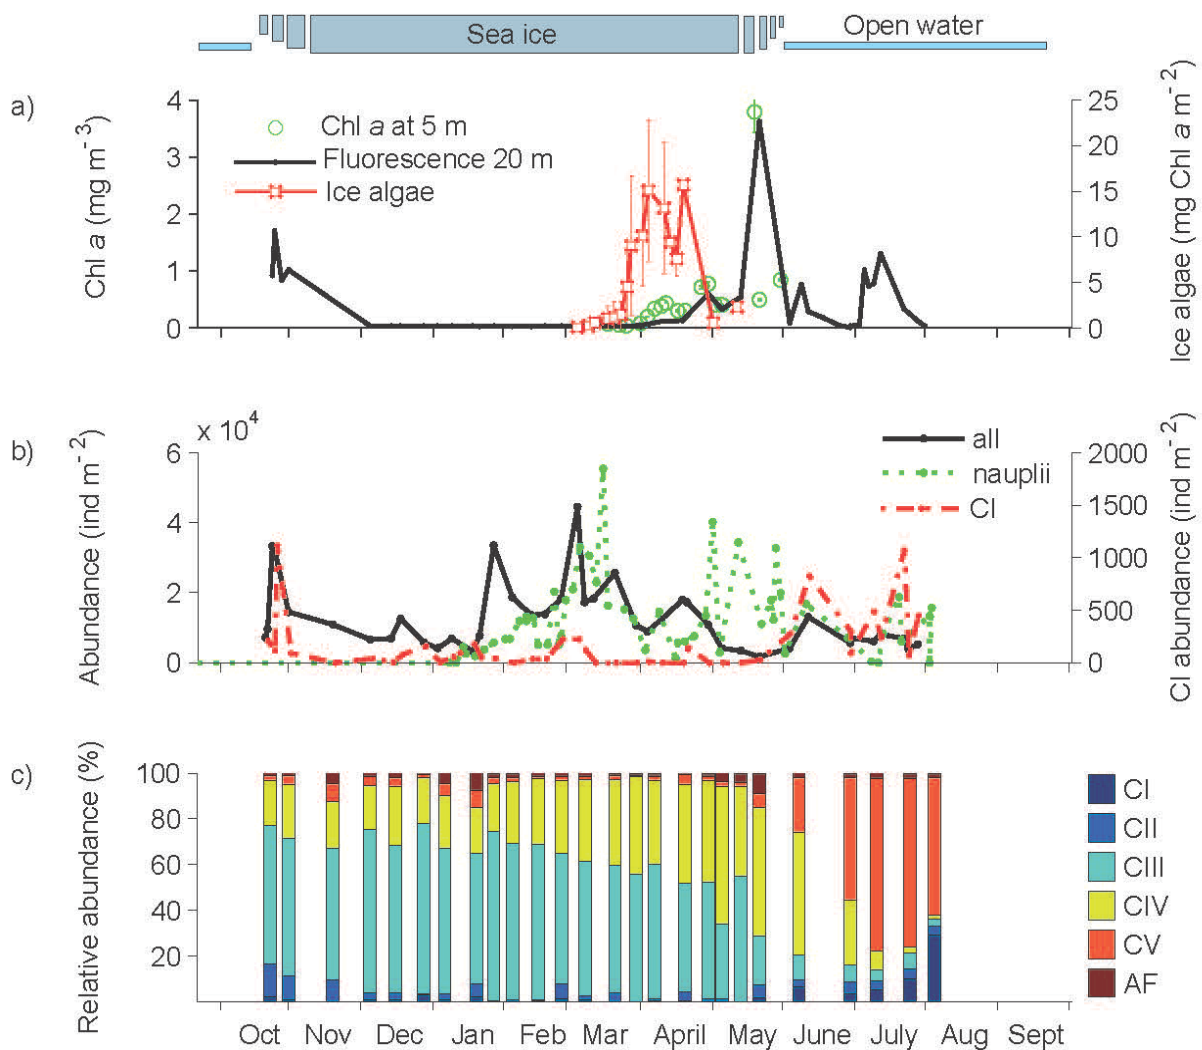 Sea ice
Open water
a)
Chl a (mg m-3)
4
3
2
1
0
Chl a at 5 m
Fluorescence 20 m
Ice algae
25
20
15
10
5
0
Ice algae (mg Chl a m-2)
b)
Abundance (ind m-2)
x 10^4
6
4
2
0
all
nauplii
CI
2000
1500
1000
500
0
CI abundance (ind m-2)
c)
Relative abundance (%)
100
80
60
40
20
CI
CII
CIII
CIV
CV
AF
Oct Nov Dec Jan Feb Mar April May June July Aug Sept